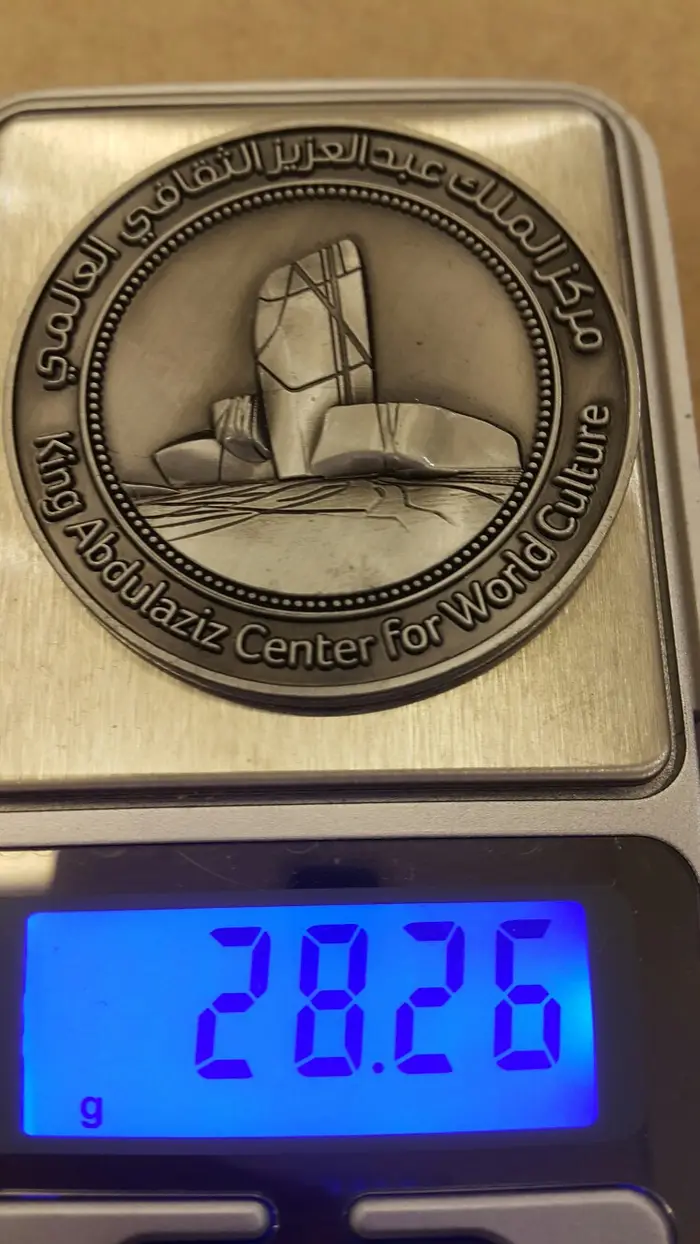 مركز الملك عبدالعزيز الثقافي العالمي
King Abdulaziz Center for World Culture
28.26
g